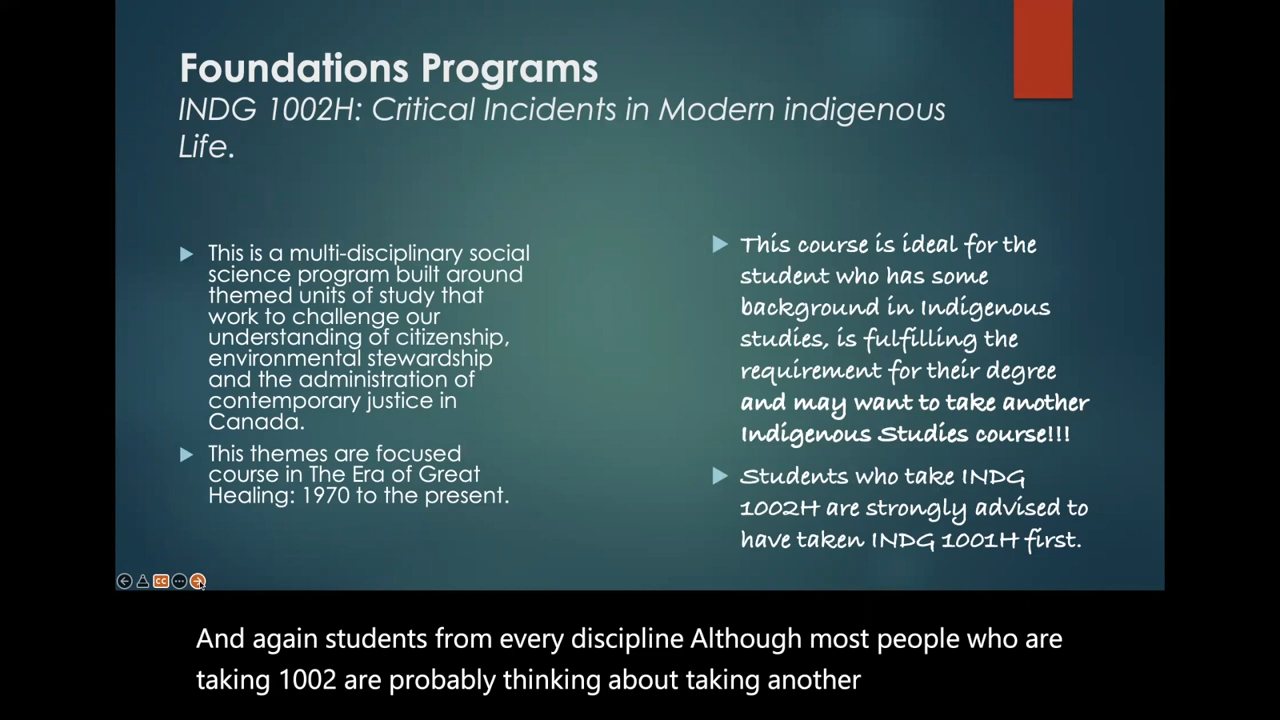 Foundations Programs
INDG 1002H: Critical Incidents in Modern indigenous
Life.
This is a multi-disciplinary social
science program built around
themed units of study that
work to challenge our
understanding of citizenship,
environmental stewardship
and the administration of
contemporary justice in
Canada.
This themes are focused
course in The Era of Great
Healing: 1970 to the present.
This course is ideal for the
student who has some
background in Indigenous
studies, is fulfilling the
requirement for their degree
and may want to take another
Indigenous Studies course!!!
Students who take INDG
1002H are strongly advised to
have taken INDG 1001H first.
CC
And again students from every discipline Although most people who are
taking 1002 are probably thinking about taking another